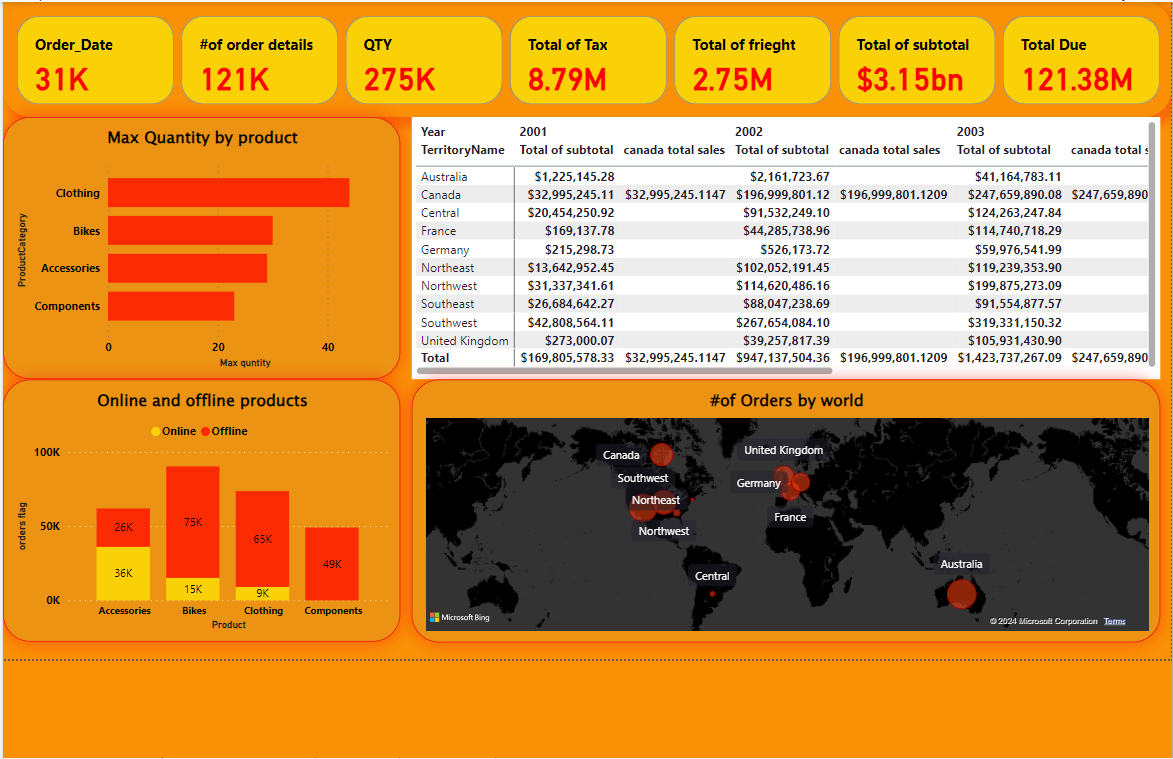 Order_Date
31K
#of order details
121K
QTY
275K
Total of Tax
8.79M
Total of frieght
2.75M
Total of subtotal
$3.15bn
Total Due
121.38M
Max Quantity by product
ProductCategory
Clothing
Bikes
Accessories
Components
0 20 40
Max quntity
Year 2001 2002 2003
TerritoryName Total of subtotal canada total sales Total of subtotal canada total sales Total of subtotal canada total s
Australia $1,225,145.28 $2,161,723.67 $41,164,783.11
Canada $32,995,245.11 $32,995,245.1147 $196,999,801.12 $196,999,801.1209 $247,659,890.08 $247,659,890
Central $20,454,250.92 $91,532,249.10 $124,263,247.84
France $169,137.78 $44,285,738.96 $114,740,718.29
Germany $215,298.73 $526,173.72 $59,976,541.99
Northeast $13,642,952.45 $102,052,191.45 $119,239,353.90
Northwest $31,337,341.61 $114,620,486.16 $199,875,273.09
Southeast $26,684,642.27 $88,047,238.69 $91,554,877.57
Southwest $42,808,564.11 $267,654,084.10 $319,331,150.32
United Kingdom $273,000.07 $39,257,817.39 $105,931,430.90
Total $169,805,578.33 $32,995,245.1147 $947,137,504.36 $196,999,801.1209 $1,423,737,267.09 $247,659,890
Online and offline products
Online Offline
orders flag
100K
50K
0K
26K
36K
75K
15K
65K
9K
49K
Accessories Bikes Clothing Components
Product
#of Orders by world
Canada
United Kingdom
Southwest
Germany
Northeast
France
Northwest
Australia
Central
Microsoft Bing
© 2024 Microsoft Corporation Terms